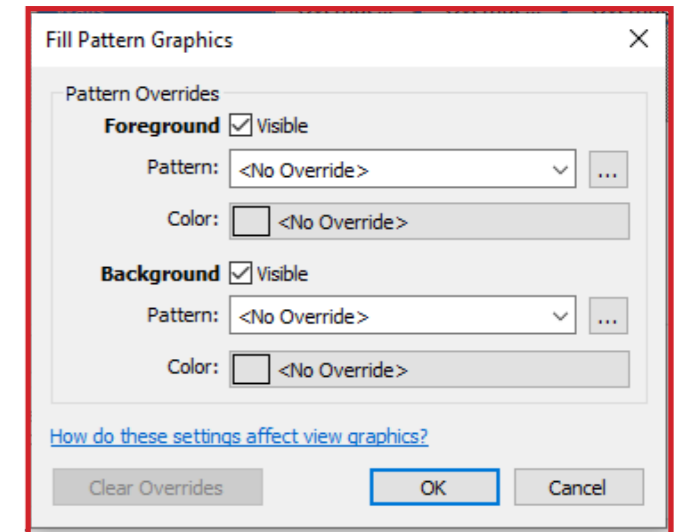 Fill Pattern Graphics
Pattern Overrides
Foreground Visible
Pattern: <No Override> ...
Color: <No Override>
Background Visible
Pattern: <No Override> ...
Color: <No Override>
How do these settings affect view graphics?
Clear Overrides OK Cancel